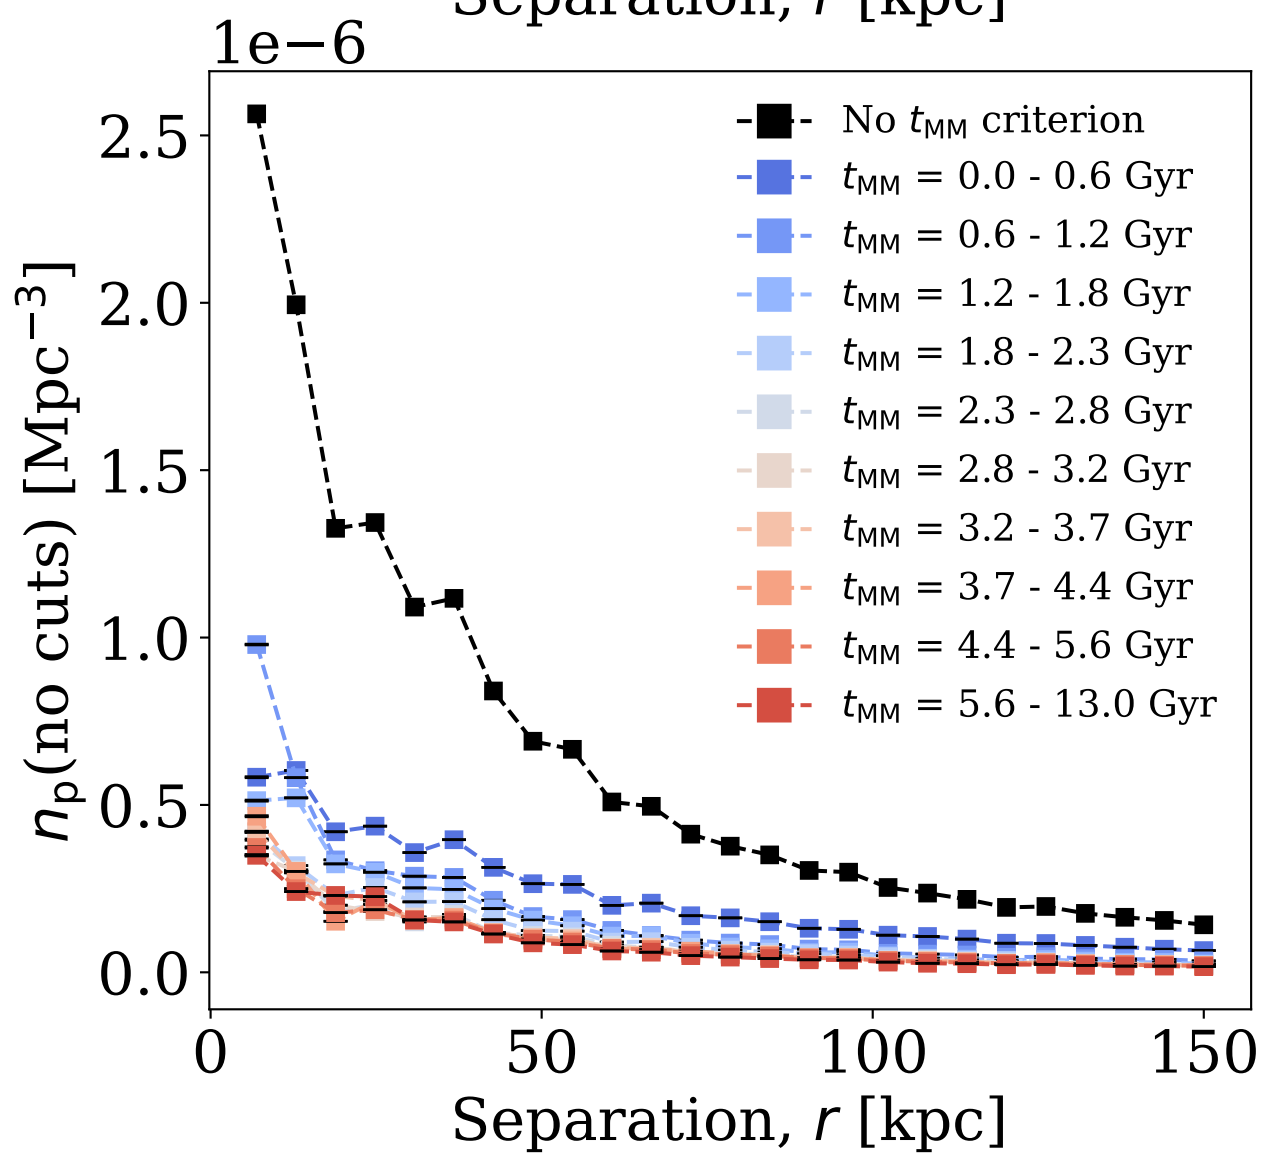 Separation, r [kpc]
1e−6
n_p(no cuts) [Mpc⁻³]
2.5
2.0
1.5
1.0
0.5
0.0
No t_MM criterion
t_MM = 0.0 - 0.6 Gyr
t_MM = 0.6 - 1.2 Gyr
t_MM = 1.2 - 1.8 Gyr
t_MM = 1.8 - 2.3 Gyr
t_MM = 2.3 - 2.8 Gyr
t_MM = 2.8 - 3.2 Gyr
t_MM = 3.2 - 3.7 Gyr
t_MM = 3.7 - 4.4 Gyr
t_MM = 4.4 - 5.6 Gyr
t_MM = 5.6 - 13.0 Gyr
0 50 100 150
Separation, r [kpc]